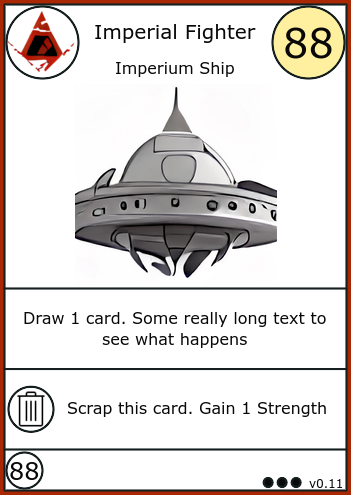 Imperial Fighter
88
Imperium Ship
Draw 1 card. Some really long text to
see what happens
Scrap this card. Gain 1 Strength
88
v0.11